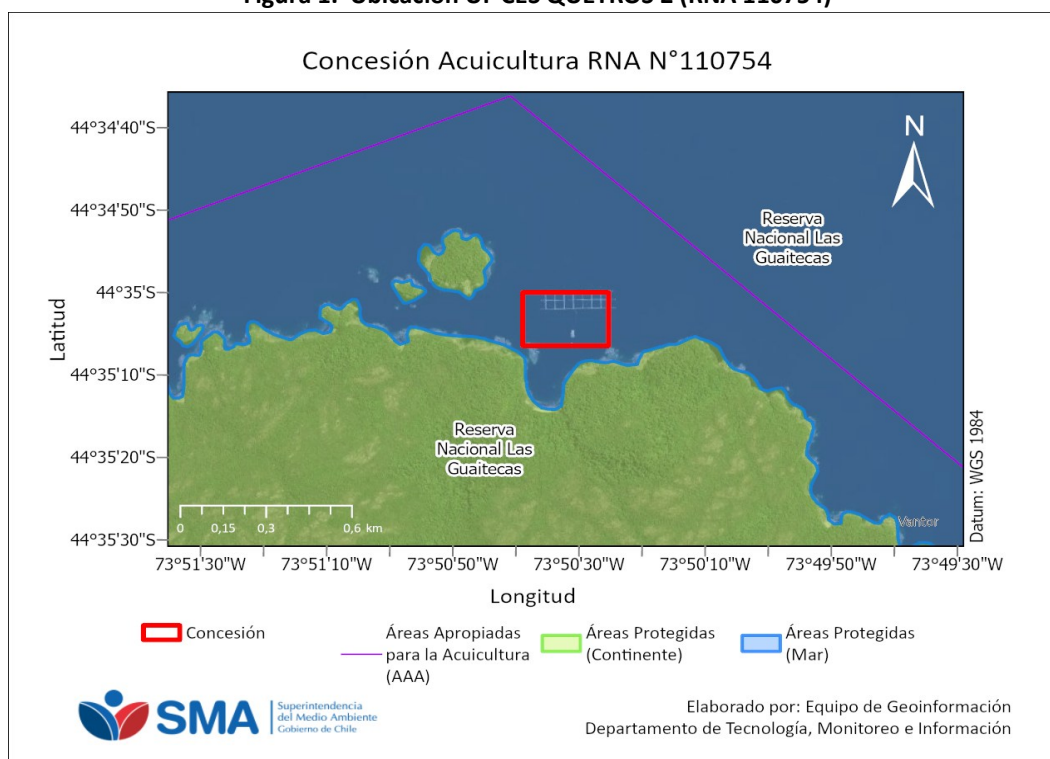 Figura 1. Ubicación UF CES QUETROS 2 (RNA 110754)
Concesión Acuicultura RNA N°110754
N
44°34'40"S
44°34'50"S
44°35'S
44°35'10"S
44°35'20"S
44°35'30"S
Latitud
Reserva
Nacional Las
Guaitecas
Reserva
Nacional Las
Guaitecas
Datum: WGS 1984
Vantor
0 0,15 0,3 0,6 km
73°51'30"W 73°51'10"W 73°50'50"W 73°50'30"W 73°50'10"W 73°49'50"W 73°49'30"W
Longitud
Concesión
Áreas Apropiadas
para la Acuicultura
(AAA)
Áreas Protegidas
(Continente)
Áreas Protegidas
(Mar)
SMA
Superintendencia
del Medio Ambiente
Gobierno de Chile
Elaborado por: Equipo de Geoinformación
Departamento de Tecnología, Monitoreo e Información